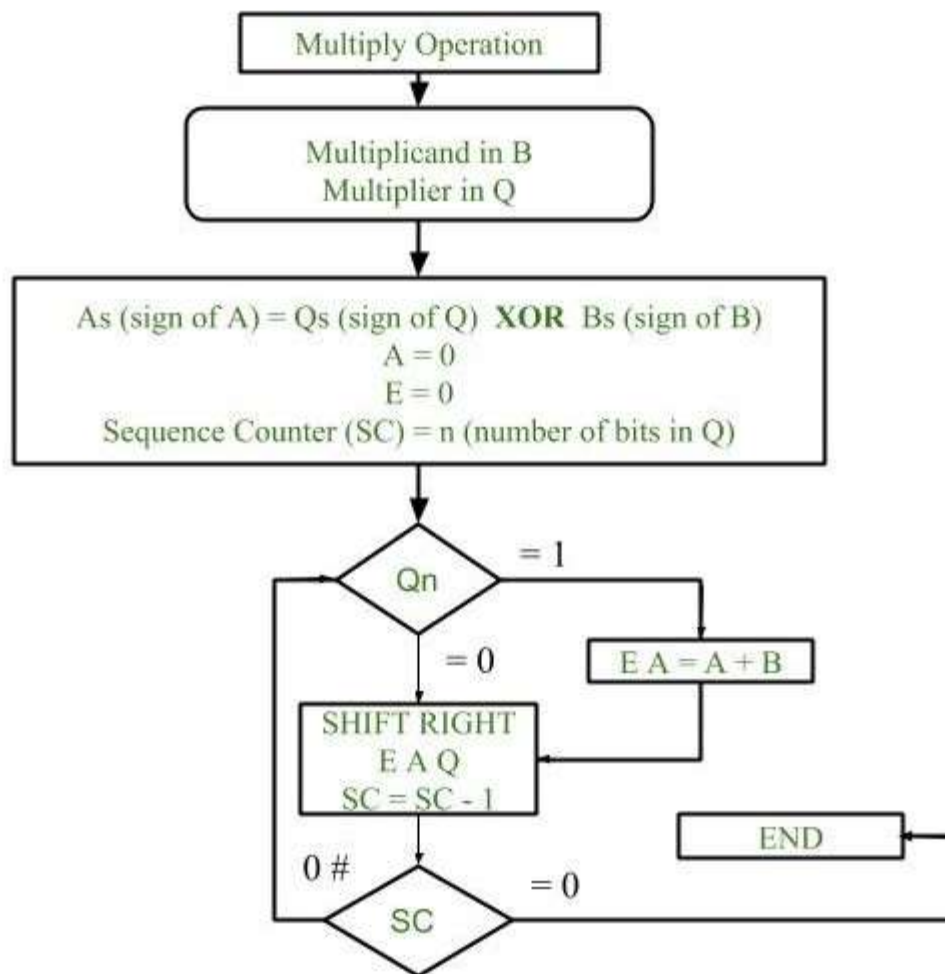 Multiply Operation
Multiplicand in B
Multiplier in Q
As (sign of A) = Qs (sign of Q) XOR Bs (sign of B)
A = 0
E = 0
Sequence Counter (SC) = n (number of bits in Q)
Qn
= 1
= 0
E A = A + B
SHIFT RIGHT
E A Q
SC = SC - 1
END
0 #
= 0
SC